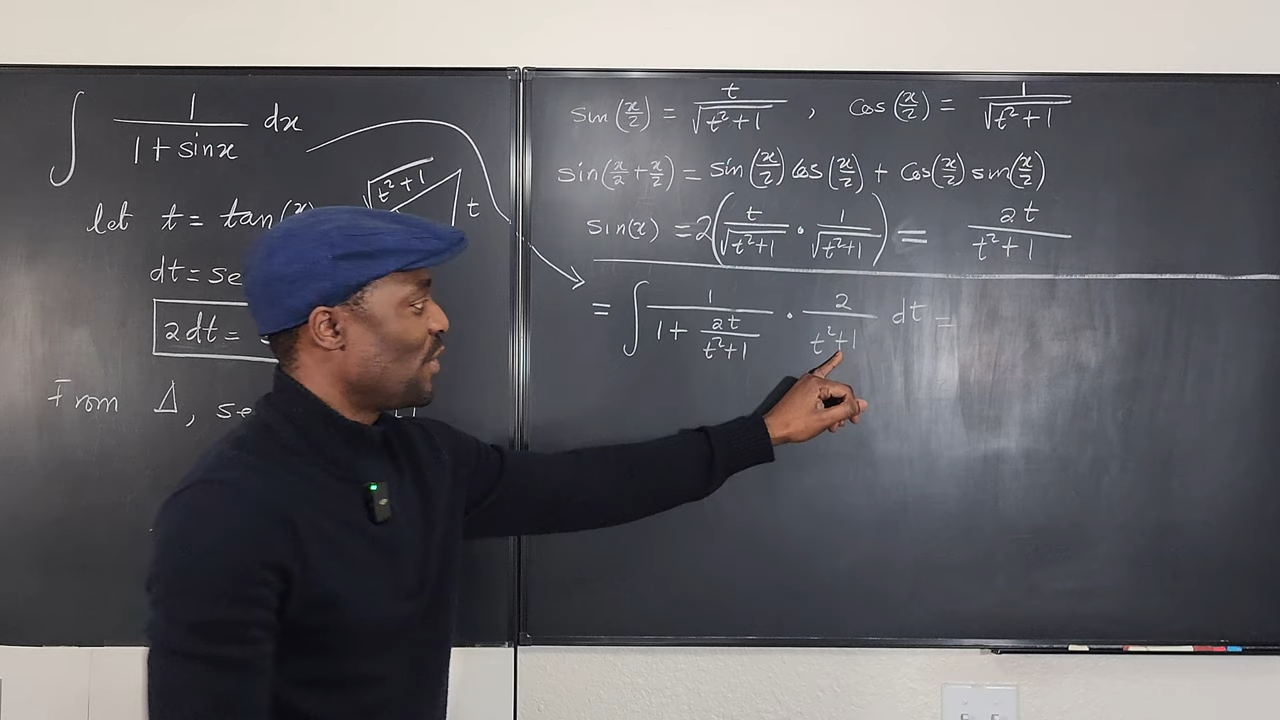 ∫ 1/(1 + sinx) dx
let t = tan(x
√(t²+1)
t
dt = se
2dt =
From Δ, se
sin(x/2) = t/√(t²+1) , cos(x/2) = 1/√(t²+1)
sin(x/2 + x/2) = sin(x/2) cos(x/2) + cos(x/2) sin(x/2)
sin(x) = 2(t/√(t²+1) · 1/√(t²+1)) = 2t/(t²+1)
= ∫ 1/(1 + 2t/(t²+1)) · 2/(t²+1) dt =